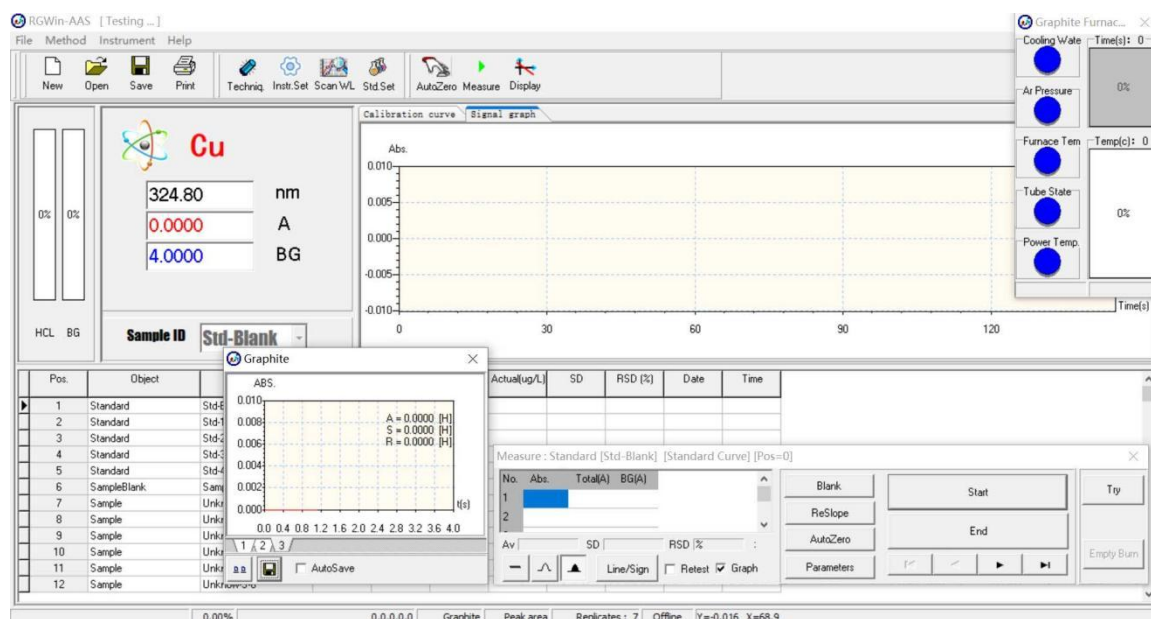 RGWin-AAS [ Testing ... ]
File Method Instrument Help
New Open Save Print Techniq. Instr.Set Scan WL Std.Set AutoZero Measure Display
Graphite Furnac...
Cooling Wate
Time(s): 0
0%
Ar Pressure
Furnace Tem
Temp(c): 0
Tube State
0%
Power Temp.
0% 0%
HCL BG
Cu
324.80 nm
0.0000 A
4.0000 BG
Sample ID Std-Blank
Calibration curve Signal graph
Abs.
0.010
0.005
0.000
-0.005
-0.010
0 30 60 90 120
Time(s)
Pos. Object Actual(ug/L) SD RSD (%) Date Time
1 Standard
2 Standard
3 Standard
4 Standard
5 Standard
6 SampleBlank
7 Sample
8 Sample
9 Sample
10 Sample
11 Sample
12 Sample
Graphite
ABS.
0.010
0.008
0.006
0.004
0.002
0.000
A = 0.0000 [H]
S = 0.0000 [H]
R = 0.0000 [H]
t(s)
0.0 0.4 0.8 1.2 1.6 2.0 2.4 2.8 3.2 3.6 4.0
1 2 3
AutoSave
Measure : Standard [Std-Blank] [Standard Curve] [Pos=0]
No. Abs. Total(A) BG(A)
1
2
Av SD RSD % :
Line/Sign Retest Graph
Blank
ReSlope
AutoZero
Parameters
Start
End
Try
Empty Burn
0.00% 0,0,0,0,0 Graphite Peak area Replicates : 7 Offline Y=-0.016 X=68.9